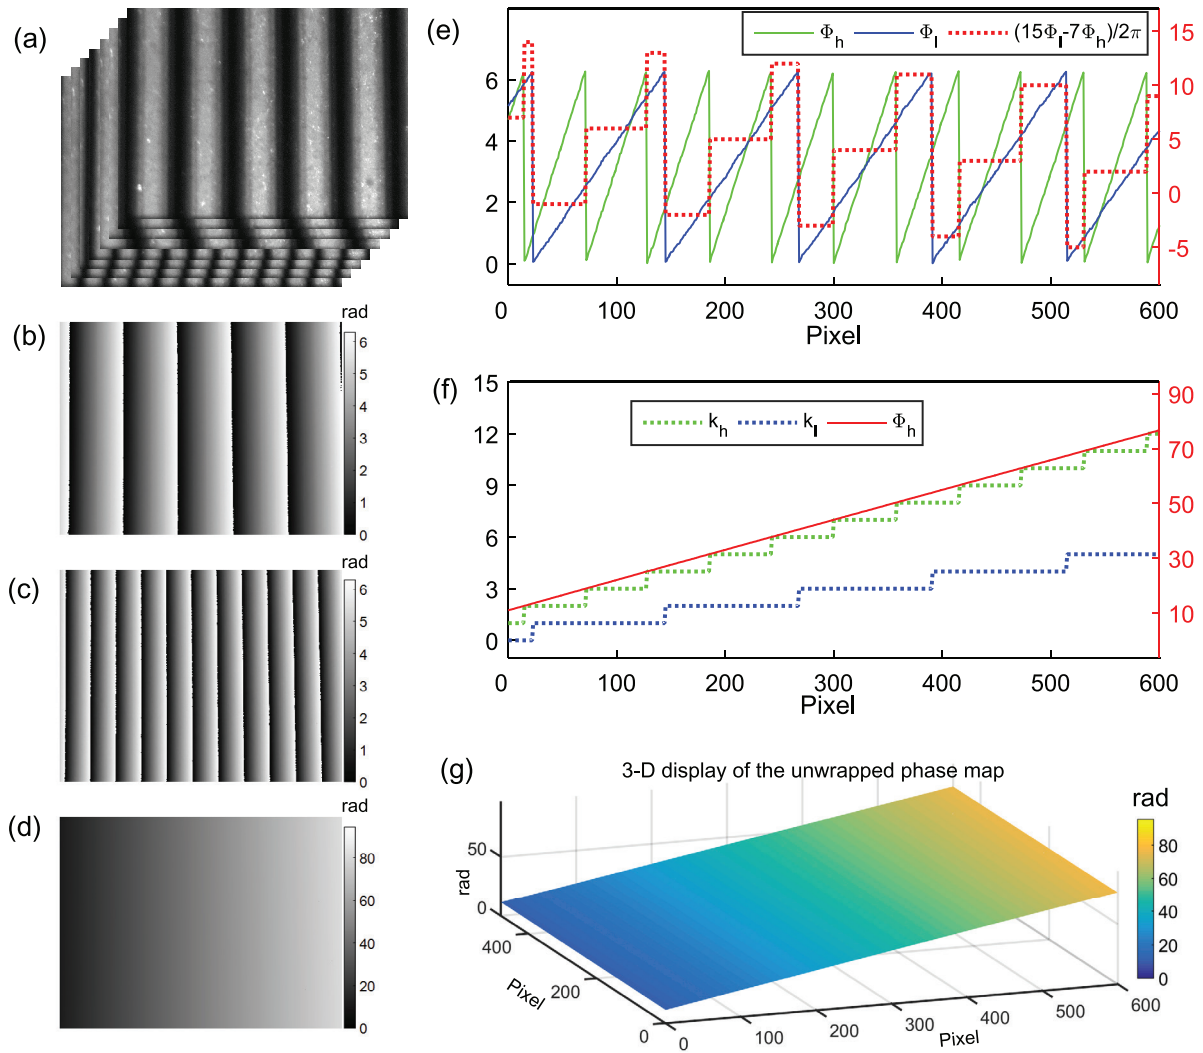 (a)
(b)
rad
6
5
4
3
2
1
0
(c)
rad
6
5
4
3
2
1
0
(d)
rad
80
60
40
20
0
(e)
Φh Φl (15Φl-7Φh)/2π
6
4
2
0
15
10
5
0
-5
0 100 200 300 400 500 600
Pixel
(f)
kh kl Φh
15
12
9
6
3
0
90
70
50
30
10
0 100 200 300 400 500 600
Pixel
(g)
3-D display of the unwrapped phase map
rad
50
0
rad
400
200
0
Pixel
0 100 200 300 400 500 600
Pixel
80
60
40
20
0